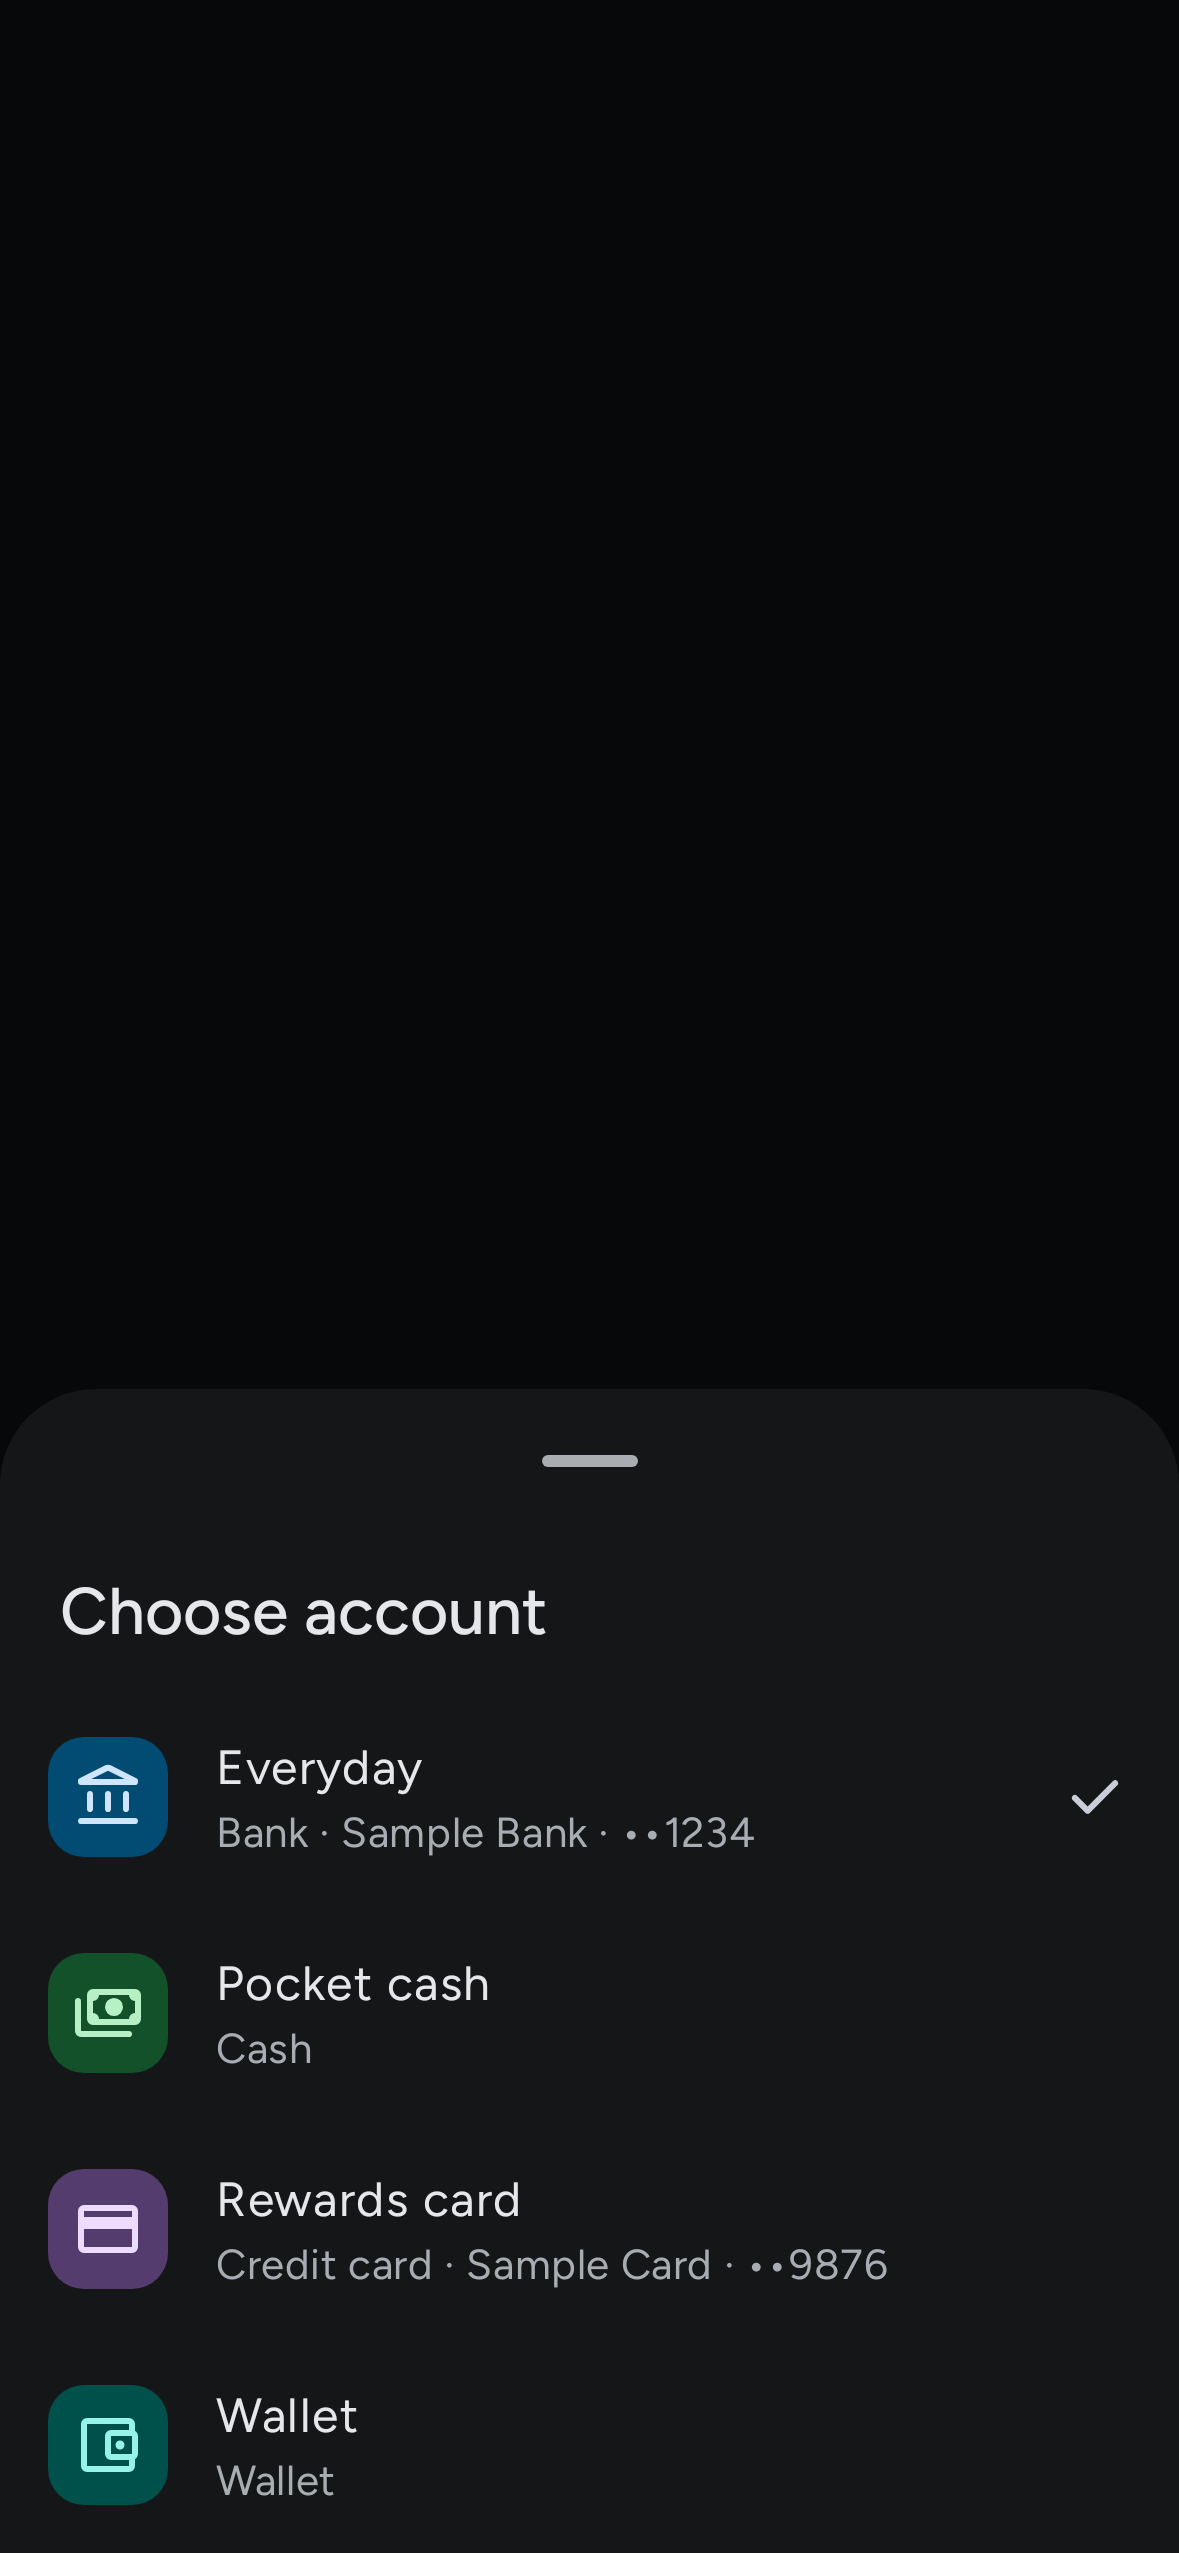 Choose account
Everyday
Bank · Sample Bank · ••1234
Pocket cash
Cash
Rewards card
Credit card · Sample Card · ••9876
Wallet
Wallet